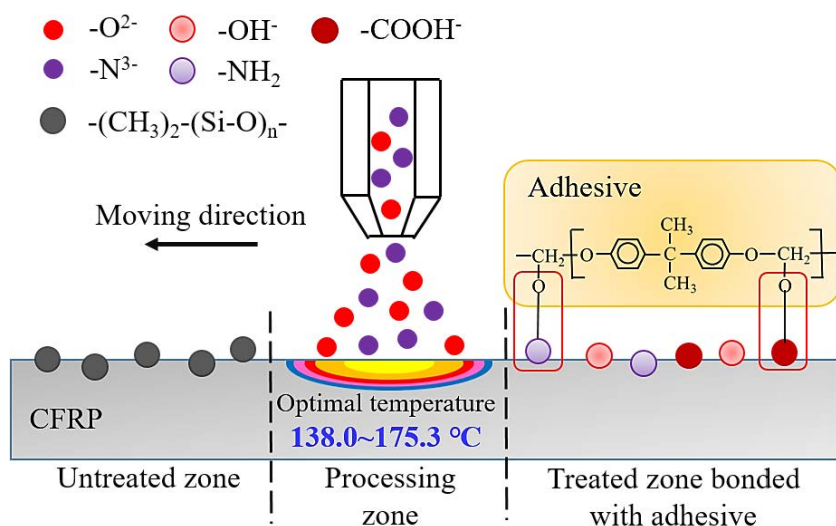 -O²⁻ -OH⁻ -COOH⁻
-N³⁻ -NH₂
-(CH₃)₂-(Si-O)ₙ-
Moving direction
Adhesive
CH₃
—CH₂ O O—C—O CH₂—
CH₃
O O
CFRP
Optimal temperature
138.0~175.3 ℃
Untreated zone
Processing
zone
Treated zone bonded
with adhesive